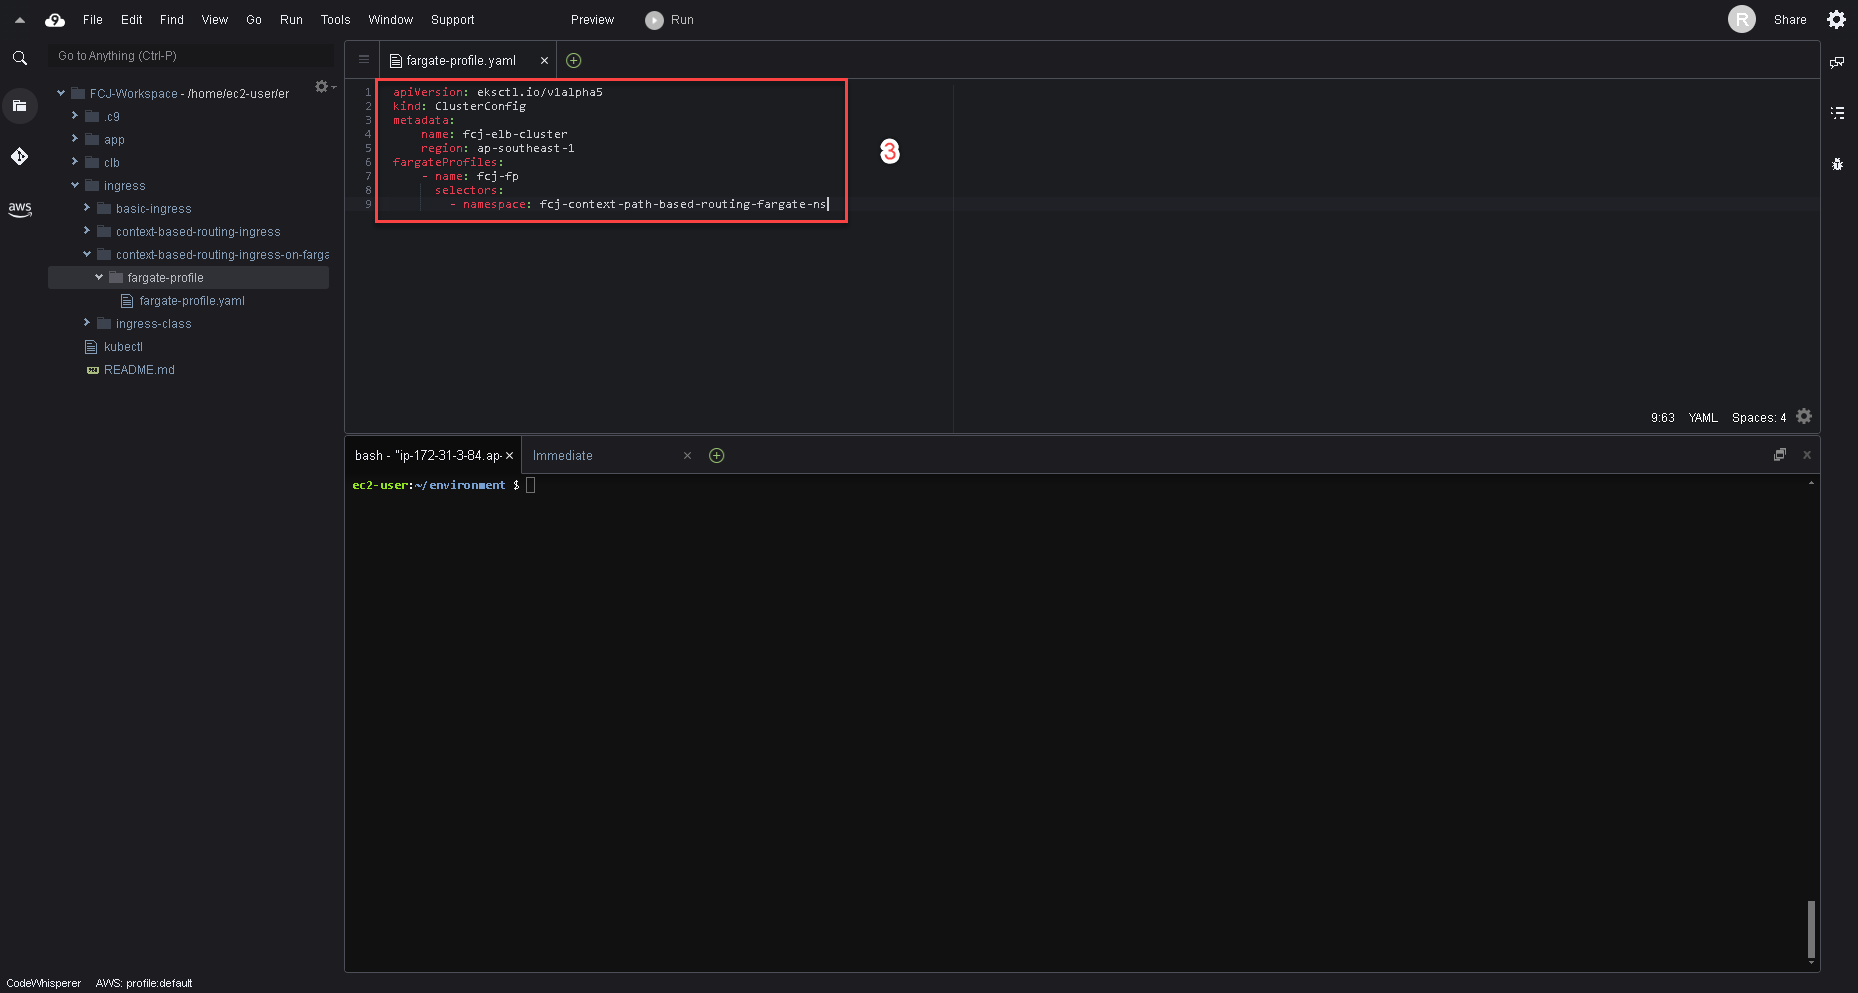 9 File Edit Find View Go Run Tools Window Support Preview Run R Share
Go to Anything (Ctrl-P)
FCJ-Workspace - /home/ec2-user/er
.c9
app
clb
ingress
basic-ingress
context-based-routing-ingress
context-based-routing-ingress-on-farga
fargate-profile
fargate-profile.yaml
ingress-class
kubectl
README.md
aws
fargate-profile.yaml
1 apiVersion: eksctl.io/v1alpha5
2 kind: ClusterConfig
3 metadata:
4 name: fcj-elb-cluster
5 region: ap-southeast-1
6 fargateProfiles:
7 - name: fcj-fp
8 selectors:
9 - namespace: fcj-context-path-based-routing-fargate-ns
3
9:63 YAML Spaces: 4
bash - "ip-172-31-3-84.ap- Immediate
ec2-user:~/environment $
CodeWhisperer AWS: profile:default